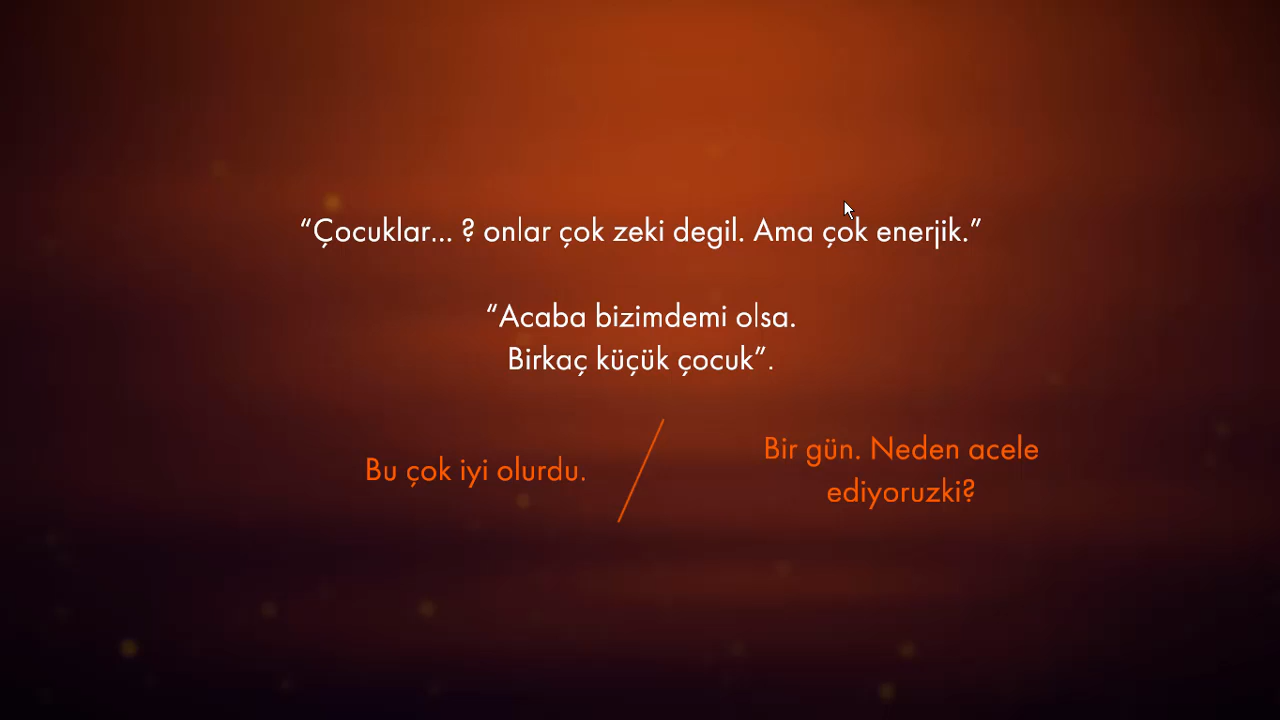 “Çocuklar... ? onlar çok zeki degil. Ama çok enerjik.”
“Acaba bizimdemi olsa.
Birkaç küçük çocuk”.
Bu çok iyi olurdu.
Bir gün. Neden acele
ediyoruzki?